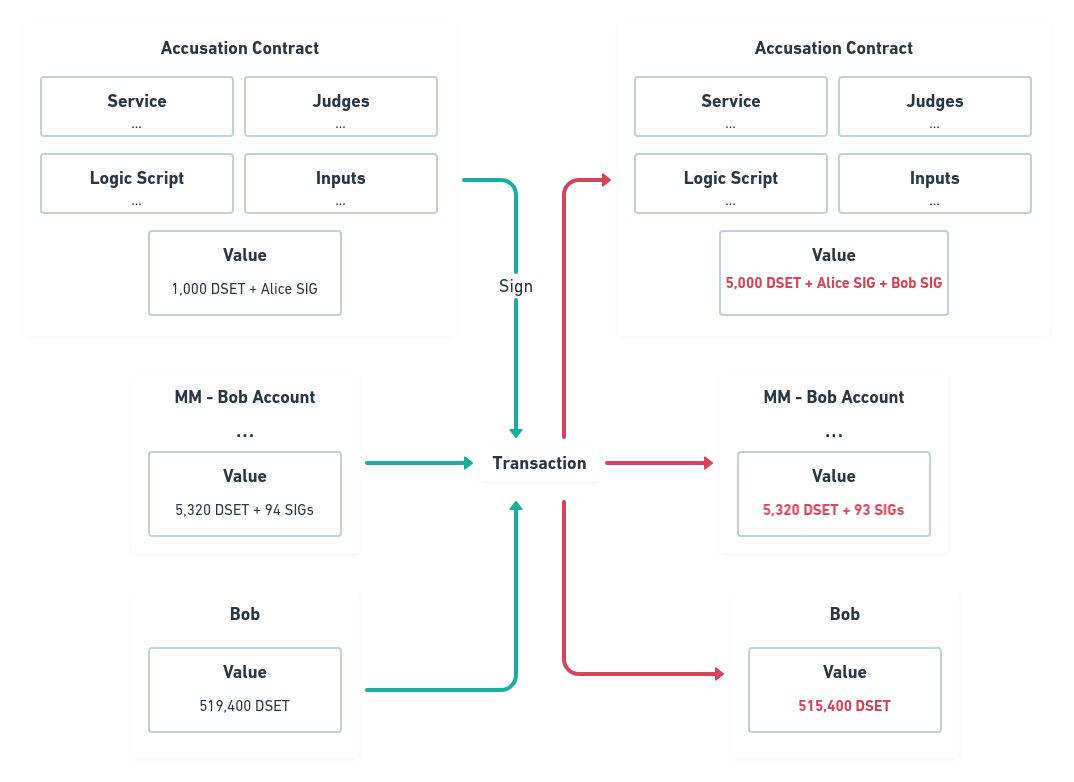 Accusation Contract
Service
...
Judges
...
Logic Script
...
Inputs
...
Value
1,000 DSET + Alice SIG
Sign
MM - Bob Account
...
Value
5,320 DSET + 94 SIGs
Transaction
Bob
Value
519,400 DSET
Accusation Contract
Service
...
Judges
...
Logic Script
...
Inputs
...
Value
5,000 DSET + Alice SIG + Bob SIG
MM - Bob Account
...
Value
5,320 DSET + 93 SIGs
Bob
Value
515,400 DSET